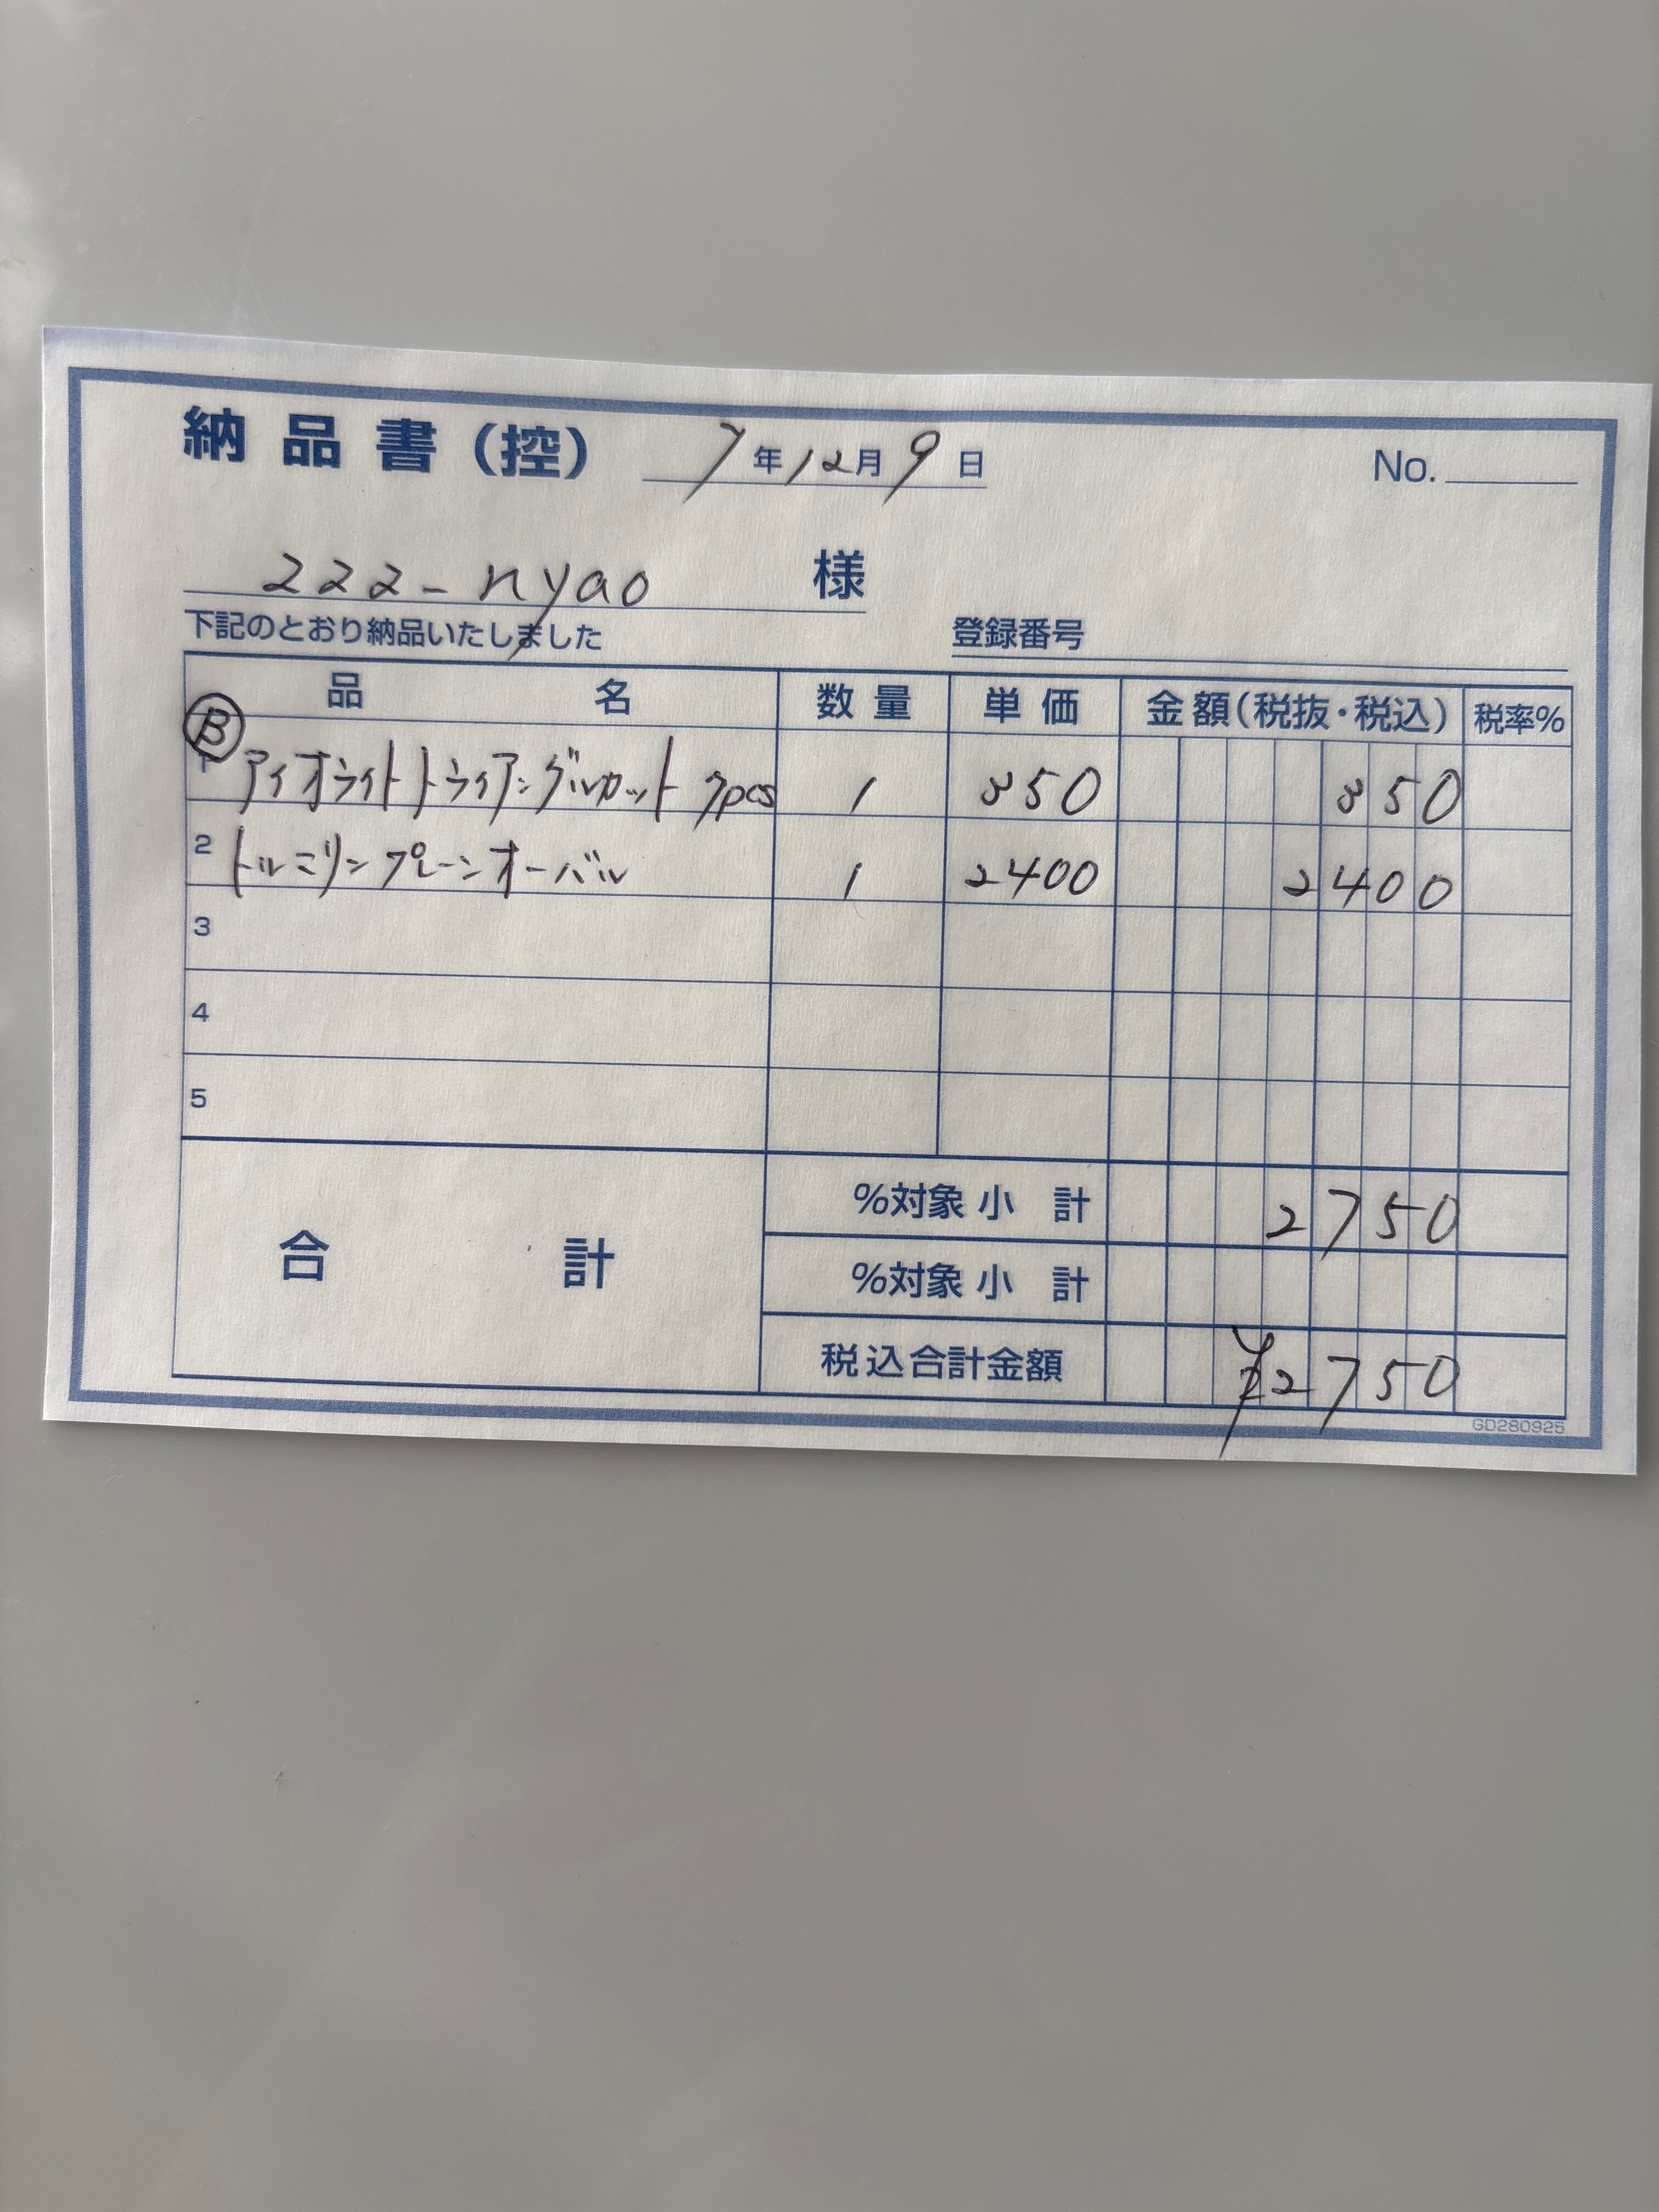 納品書(控) 7年12月9日 No.
222-nyao 様
下記のとおり納品いたしました 登録番号
品名 数量 単価 金額(税抜・税込) 税率%
Ⓑ
1 アイオライトトライアングルカット 7pcs 1 350 350
2 トルマリンプレーンオーバル 1 2400 2400
3
4
5
合計 %対象小計 2750
%対象小計
税込合計金額 ¥2750
GD280925